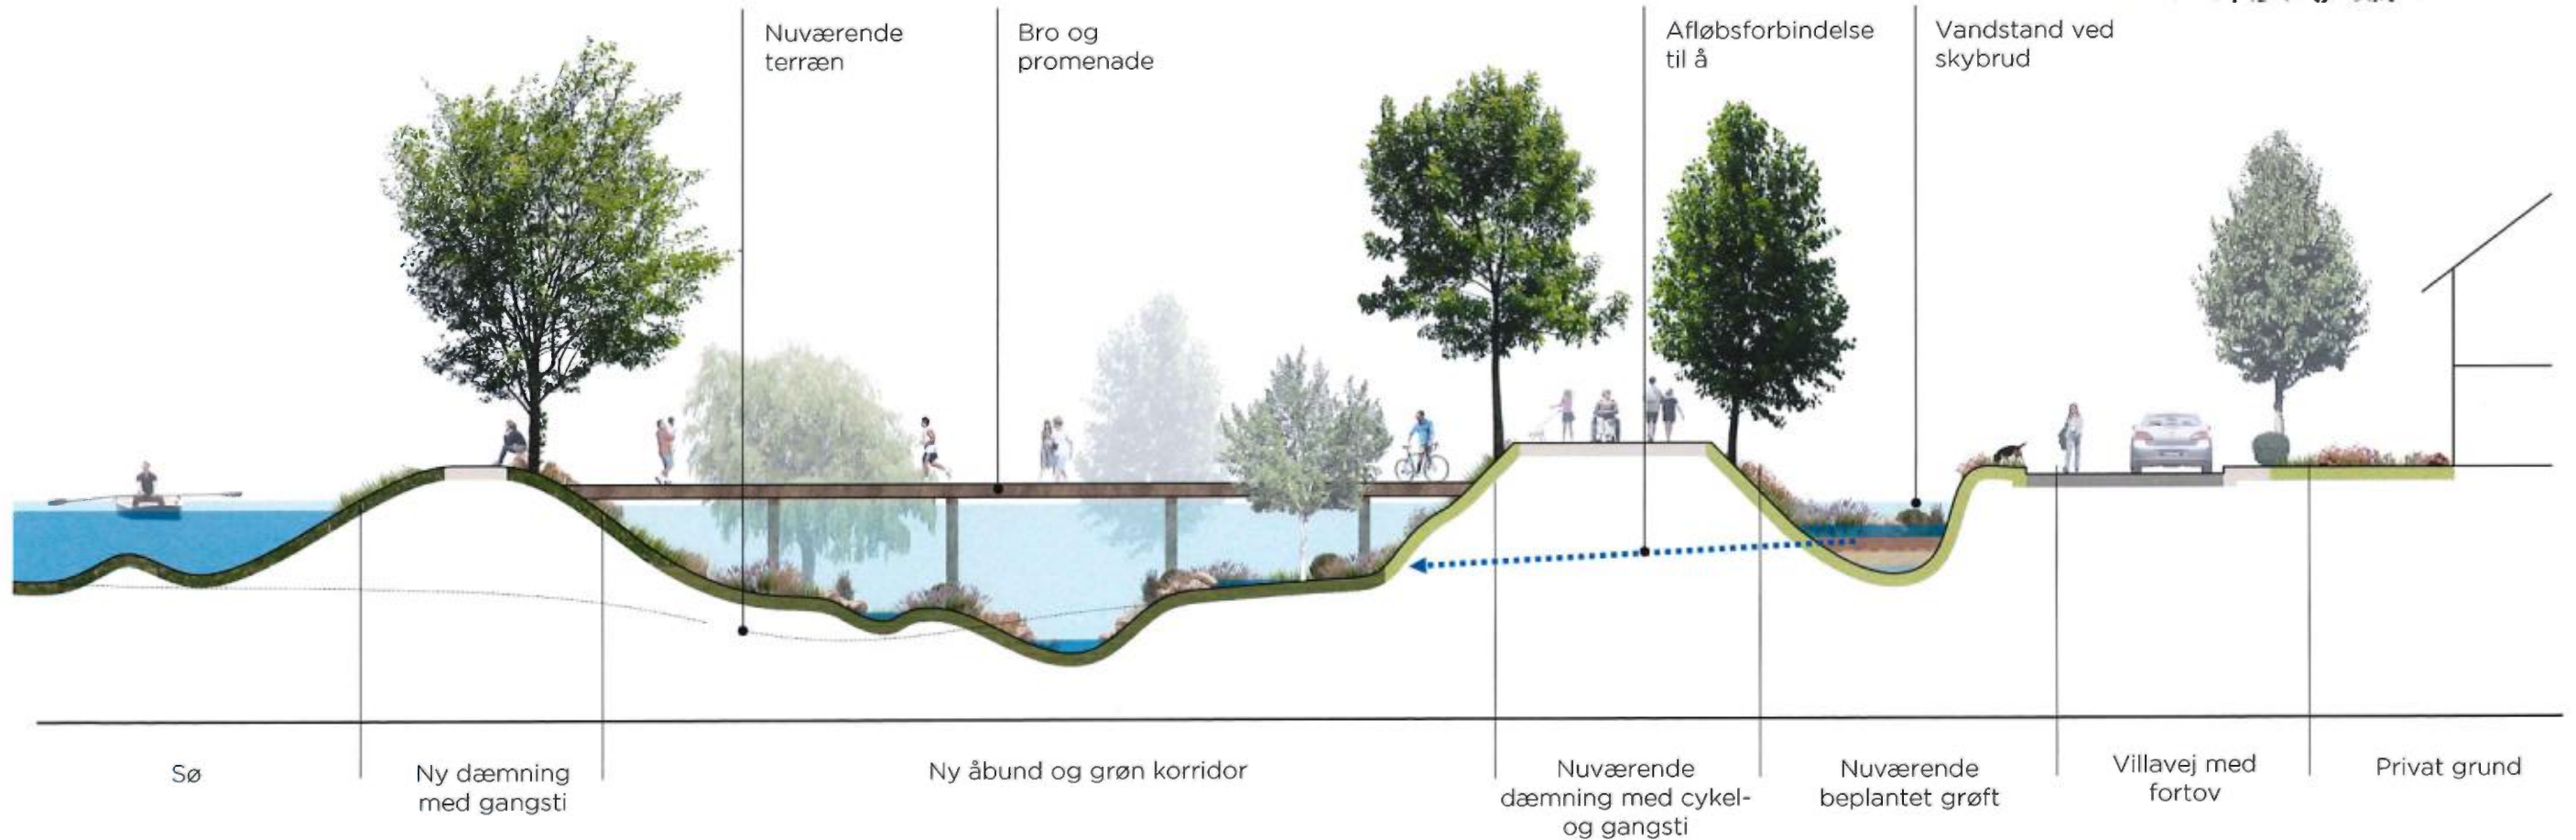 Nuværende
terræn
Bro og
promenade
Afløbsforbindelse
til å
Vandstand ved
skybrud
Sø
Ny dæmning
med gangsti
Ny åbund og grøn korridor
Nuværende
dæmning med cykel-
og gangsti
Nuværende
beplantet grøft
Villavej med
fortov
Privat grund